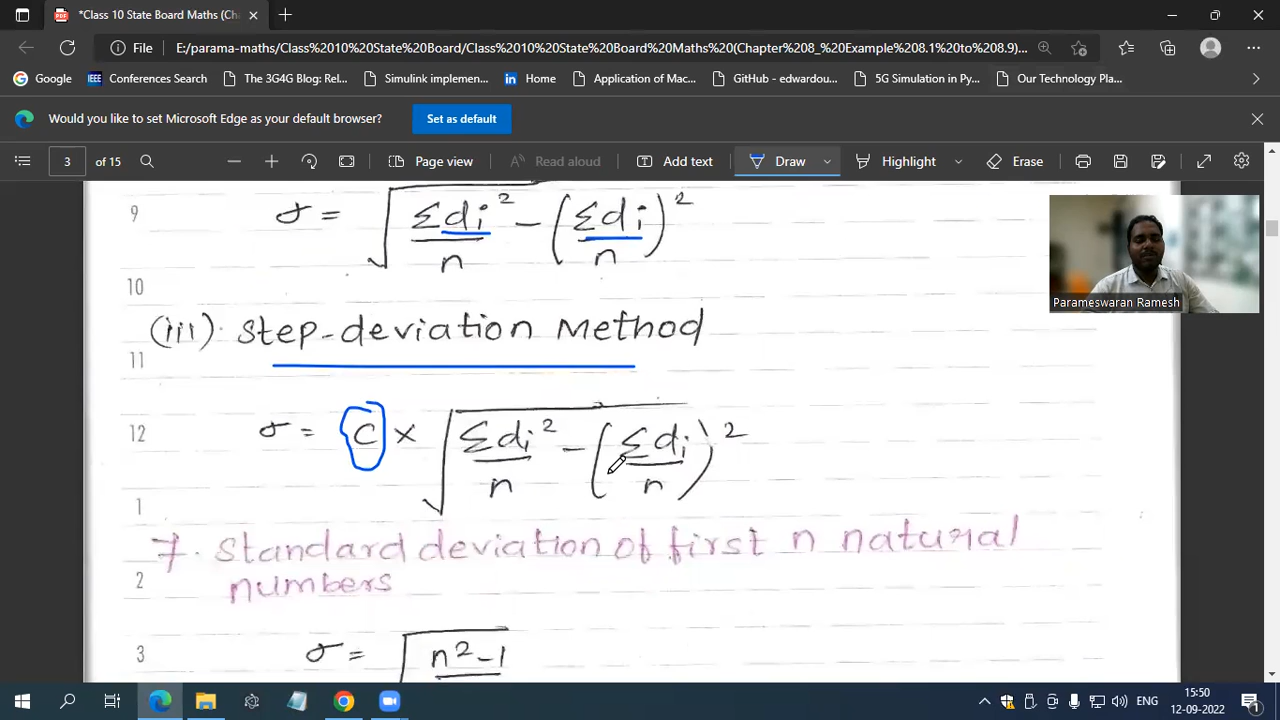 *Class 10 State Board Maths (Cha
File
E:/parama-maths/Class%2010%20State%20Board/Class%2010%20State%20Board%20Maths%20(Chapter%208_%20Example%208.1%20to%208.9)...
Google
Conferences Search
The 3G4G Blog: Rel...
Simulink implemen...
Home
Application of Mac...
GitHub - edwardou...
5G Simulation in Py...
Our Technology Pla...
Would you like to set Microsoft Edge as your default browser?
Set as default
3 of 15
Page view
Read aloud
Add text
Draw
Highlight
Erase
9
σ = √ Σdi² / n - (Σdi / n)²
10
(iii). Step-deviation Method
11
12
σ = C × √ Σdi² / n - (Σdi / n)²
1
7. Standard deviation of first n natural
2
numbers
3
σ = √ n² - 1
Parameswaran Ramesh
ENG
15:50
12-09-2022
1